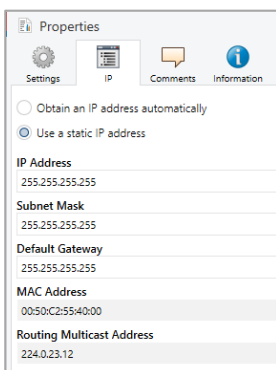 Properties
Settings
IP
Comments
Information
Obtain an IP address automatically
Use a static IP address
IP Address
255.255.255.255
Subnet Mask
255.255.255.255
Default Gateway
255.255.255.255
MAC Address
00:50:C2:55:40:00
Routing Multicast Address
224.0.23.12